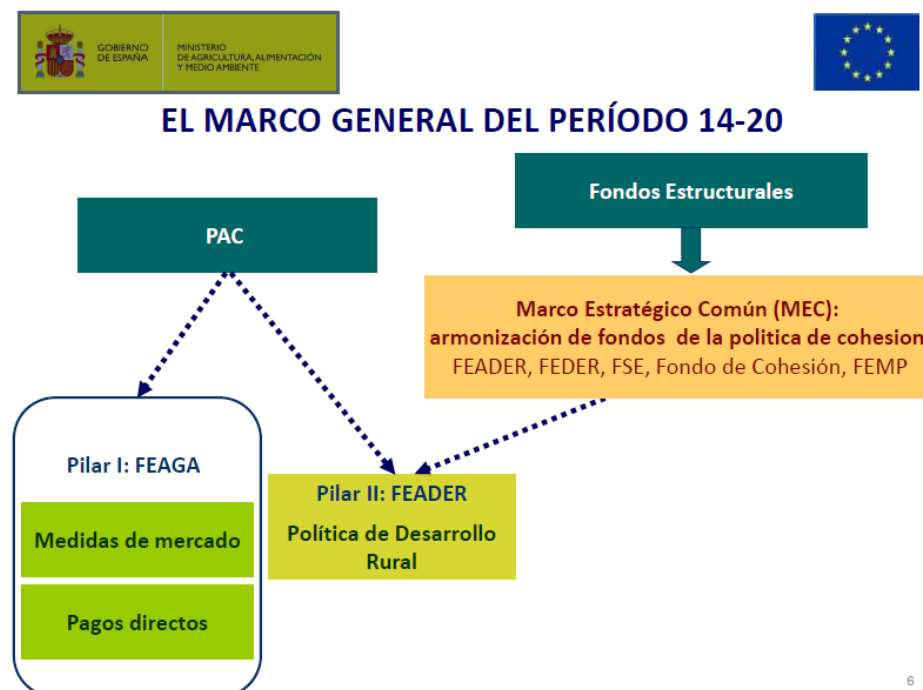 GOBIERNO
DE ESPAÑA
MINISTERIO
DE AGRICULTURA, ALIMENTACIÓN
Y MEDIO AMBIENTE
EL MARCO GENERAL DEL PERÍODO 14-20
Fondos Estructurales
PAC
Marco Estratégico Común (MEC):
armonización de fondos de la politica de cohesion
FEADER, FEDER, FSE, Fondo de Cohesión, FEMP
Pilar I: FEAGA
Medidas de mercado
Pagos directos
Pilar II: FEADER
Política de Desarrollo
Rural
6